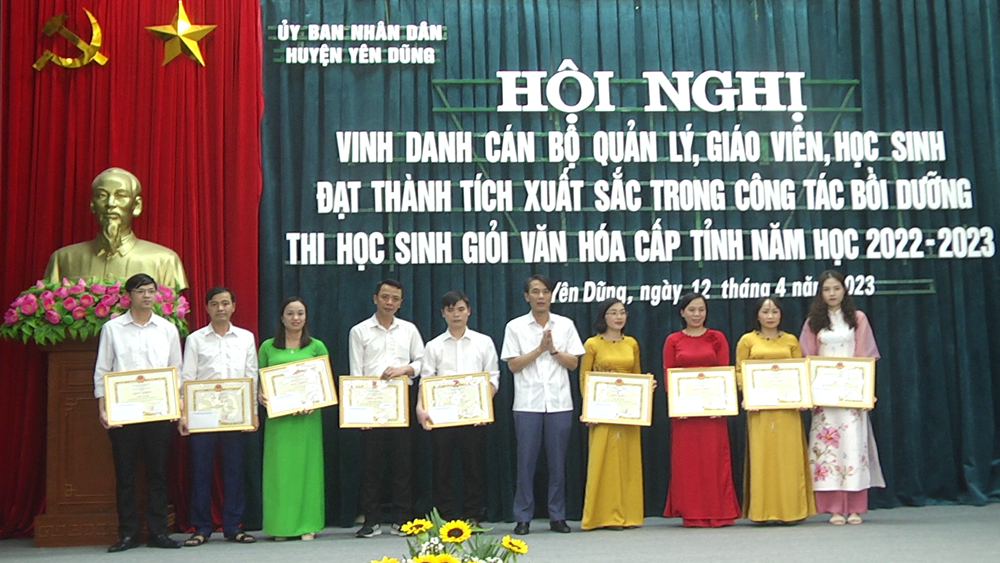 ỦY BAN NHÂN DÂN
HUYỆN YÊN DŨNG
HỘI NGHỊ
VINH DANH CÁN BỘ QUẢN LÝ, GIÁO VIÊN, HỌC SINH
ĐẠT THÀNH TÍCH XUẤT SẮC TRONG CÔNG TÁC BỒI DƯỠNG
THI HỌC SINH GIỎI VĂN HÓA CẤP TỈNH NĂM HỌC 2022-2023
Yên Dũng, ngày 12 tháng 4 năm 2023